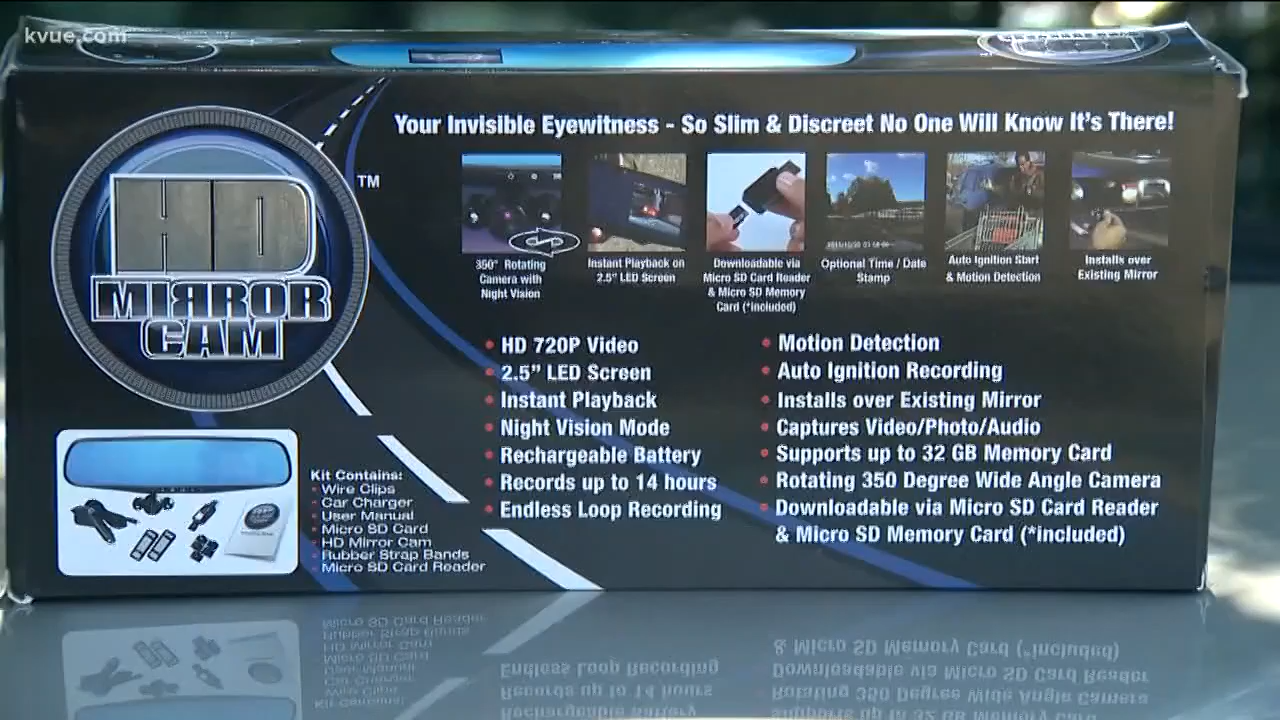 kvue.com
Your Invisible Eyewitness - So Slim & Discreet No One Will Know It's There!
HD
MIRROR
CAM
TM
350° Rotating
Camera with
Night Vision
Instant Playback on
2.5" LED Screen
Downloadable via
Micro SD Card Reader
& Micro SD Memory
Card (*included)
Optional Time / Date
Stamp
Auto Ignition Start
& Motion Detection
Installs over
Existing Mirror
• HD 720P Video
• 2.5" LED Screen
• Instant Playback
• Night Vision Mode
• Rechargeable Battery
• Records up to 14 hours
• Endless Loop Recording
• Motion Detection
• Auto Ignition Recording
• Installs over Existing Mirror
• Captures Video/Photo/Audio
• Supports up to 32 GB Memory Card
• Rotating 350 Degree Wide Angle Camera
• Downloadable via Micro SD Card Reader
& Micro SD Memory Card (*included)
Kit Contains:
• Wire Clips
• Car Charger
• User Manual
• Micro SD Card
• HD Mirror Cam
• Rubber Strap Bands
• Micro SD Card Reader